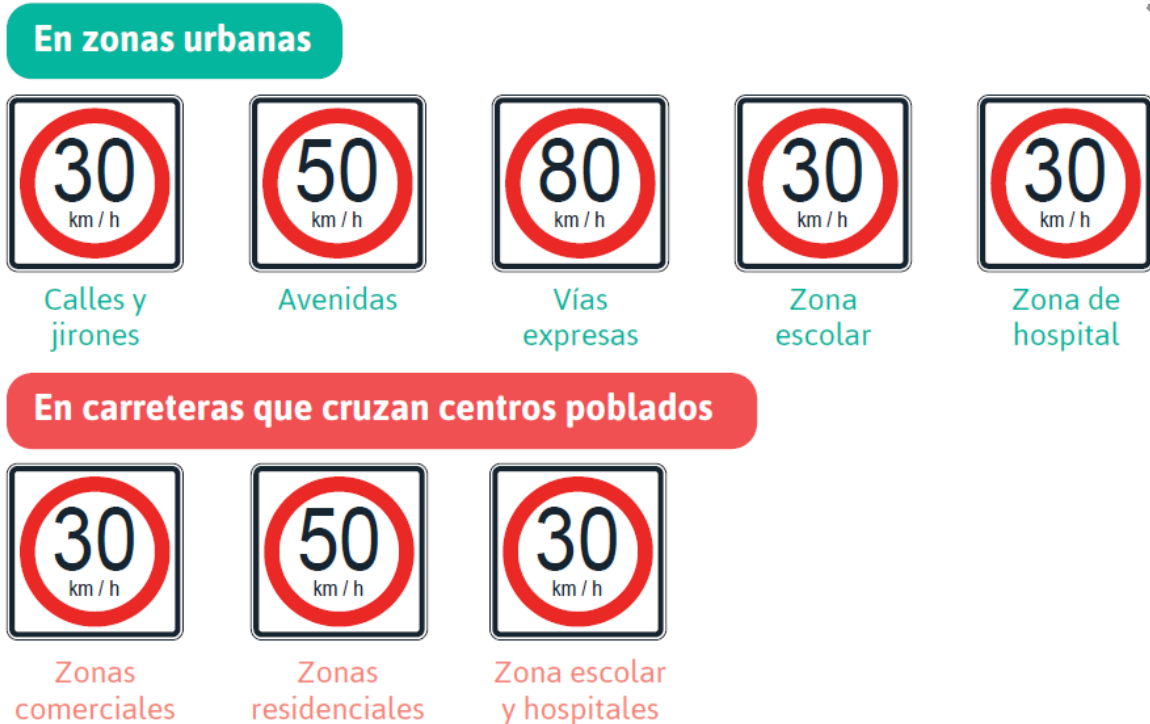 En zonas urbanas
30
km / h
50
km / h
80
km / h
30
km / h
30
km / h
Calles y
jirones
Avenidas
Vías
expresas
Zona
escolar
Zona de
hospital
En carreteras que cruzan centros poblados
30
km / h
50
km / h
30
km / h
Zonas
comerciales
Zonas
residenciales
Zona escolar
y hospitales